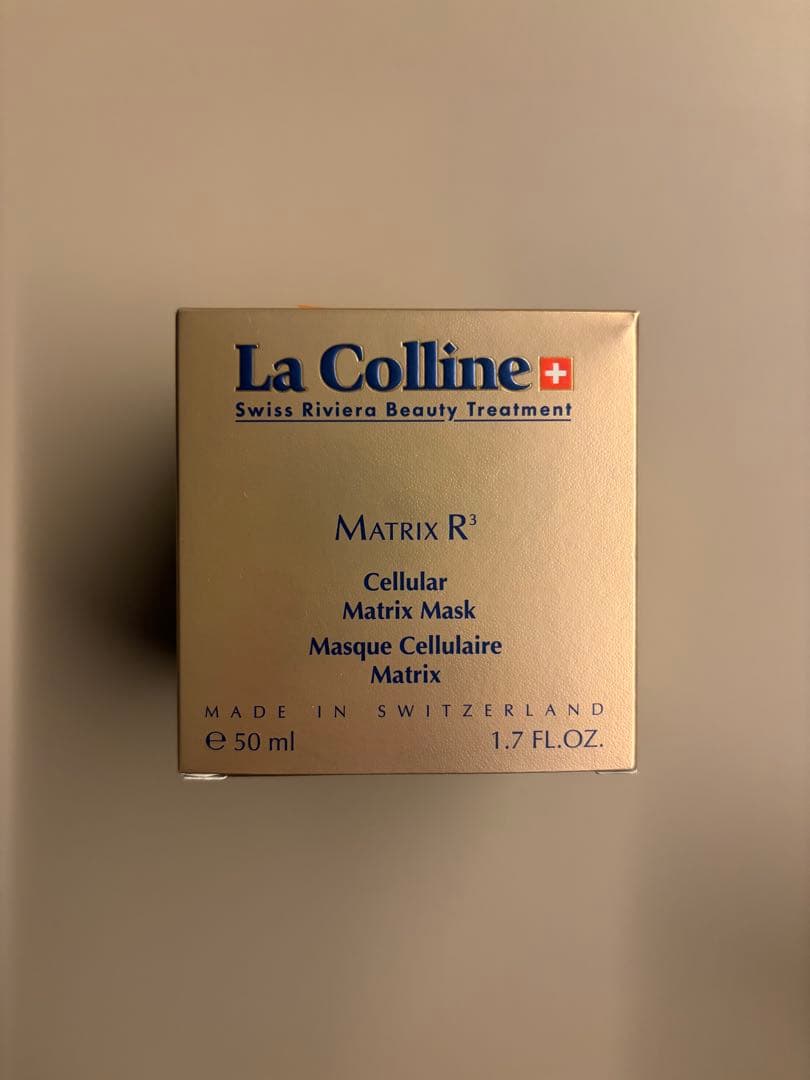 La Colline
Swiss Riviera Beauty Treatment
MATRIX R³
Cellular
Matrix Mask
Masque Cellulaire
Matrix
MADE IN SWITZERLAND
℮ 50 ml 1.7 FL.OZ.